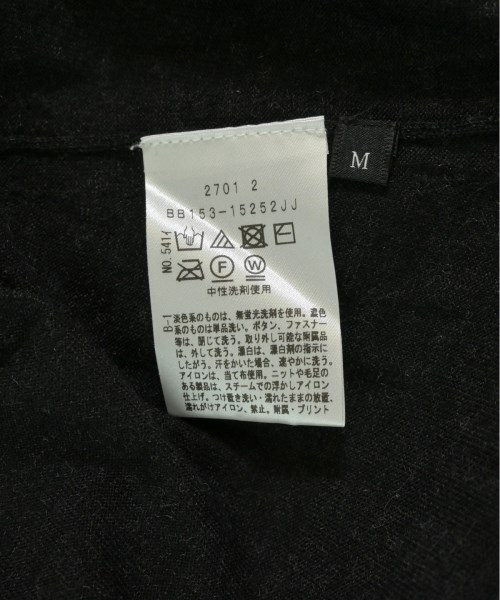 2701 2
BB153-15252JJ
NO.5414
F
W
中性洗剤使用
B-1
淡色系のものは、無蛍光洗剤を使用。濃色
系のものは単品洗い。ボタン、ファスナー
等は、閉じて洗う。取り外し可能な附属品
は、外して洗う。漂白は、漂白剤の指示に
したがう。汗をかいた場合、速やかに洗う。
アイロンは、当て布使用。ニットや毛足の
ある製品は、スチームでの浮かしアイロン
仕上げ。つけ置き洗い・濡れたままの放置、
濡れがけアイロン、禁止。附属・プリント
M